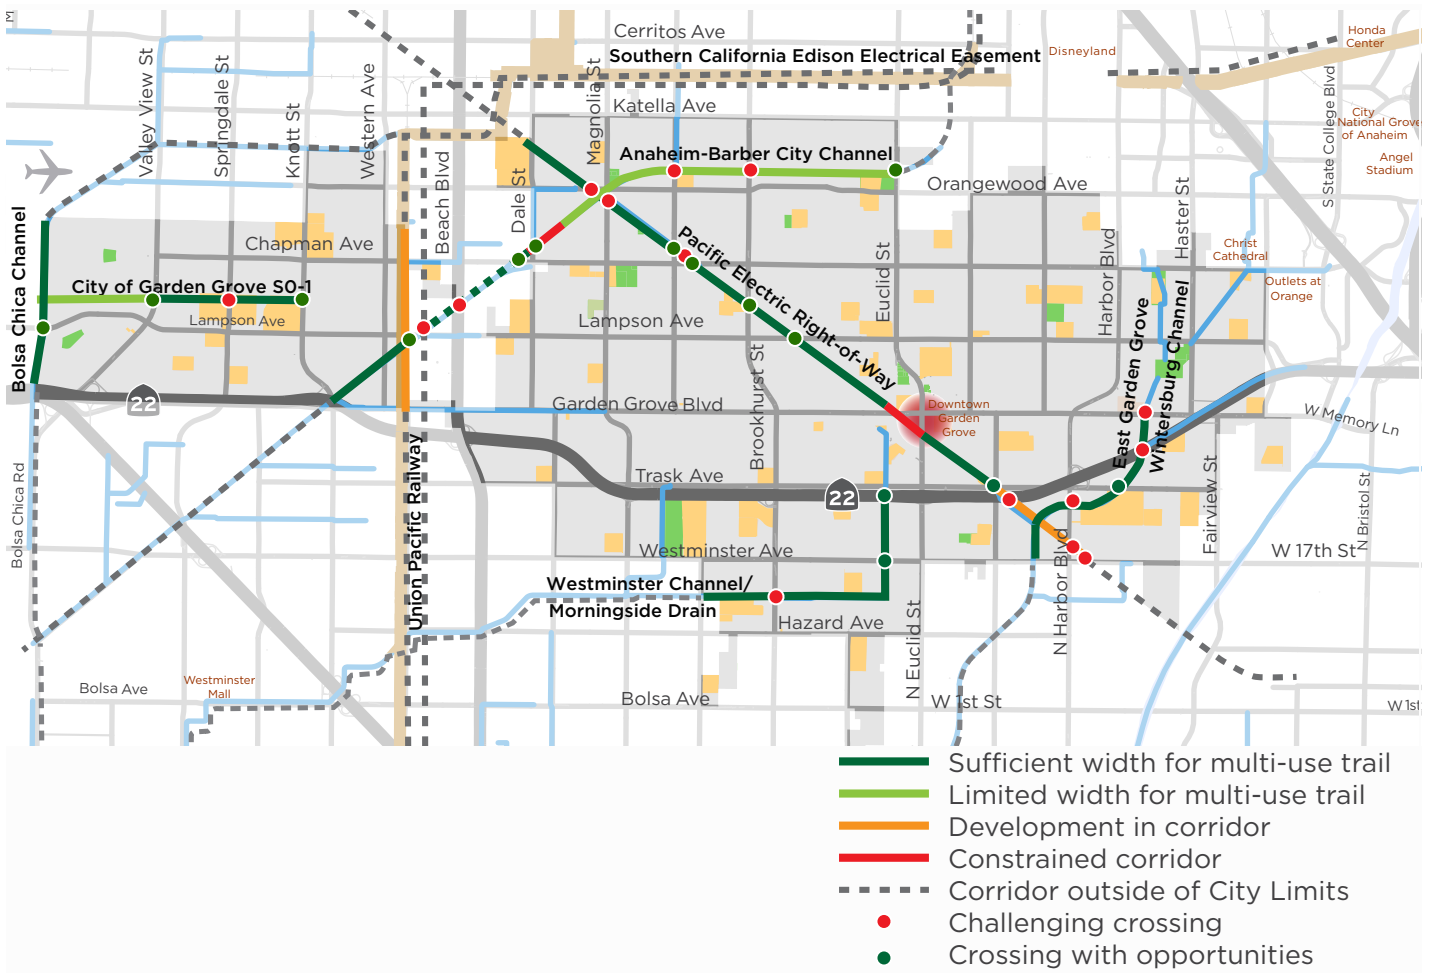 Cerritos Ave
Southern California Edison Electrical Easement
Disneyland
Honda
Center
Valley View St
Springdale St
Knott St
Western Ave
Beach Blvd
Dale St
Magnolia St
Katella Ave
Anaheim-Barber City Channel
Orangewood Ave
State College Blvd
City
National Grove
of Anaheim
Angel
Stadium
Bolsa Chica Channel
Chapman Ave
City of Garden Grove S0-1
Lampson Ave
Lampson Ave
Pacific Electric Right-of-Way
Euclid St
Harbor Blvd
Haster St
Christ
Cathedral
Outlets at
Orange
East Garden Grove
Wintersburg Channel
22
Garden Grove Blvd
Brookhurst St
Downtown
Garden
Grove
W Memory Ln
Bolsa Chica Rd
Union Pacific Railway
Trask Ave
22
Fairview St
N Bristol St
Westminster Ave
W 17th St
Westminster Channel/
Morningside Drain
Hazard Ave
N Euclid St
N Harbor Blvd
Bolsa Ave
Westminster
Mall
Bolsa Ave
W 1st St
W 1st
Sufficient width for multi-use trail
Limited width for multi-use trail
Development in corridor
Constrained corridor
Corridor outside of City Limits
Challenging crossing
Crossing with opportunities